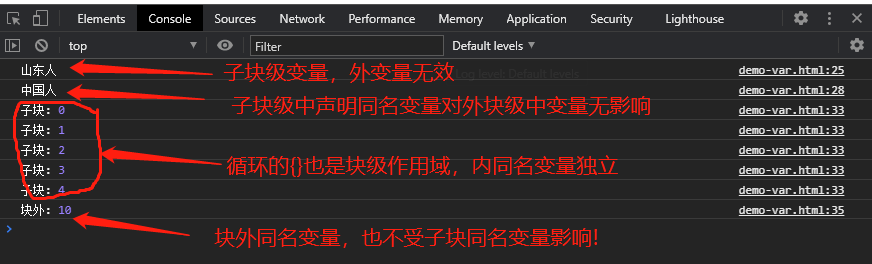 Elements Console Sources Network Performance Memory Application Security Lighthouse
top Filter Default levels
山东人 子块级变量，外变量无效 Log level: Default levels demo-var.html:25
中国人 子块级中声明同名变量对外块级中变量无影响 demo-var.html:28
子块: 0 demo-var.html:33
子块: 1 demo-var.html:33
子块: 2 demo-var.html:33
子块: 3 循环的{}也是块级作用域，内同名变量独立 demo-var.html:33
子块: 4 demo-var.html:33
块外: 10 demo-var.html:35
块外同名变量，也不受子块同名变量影响!